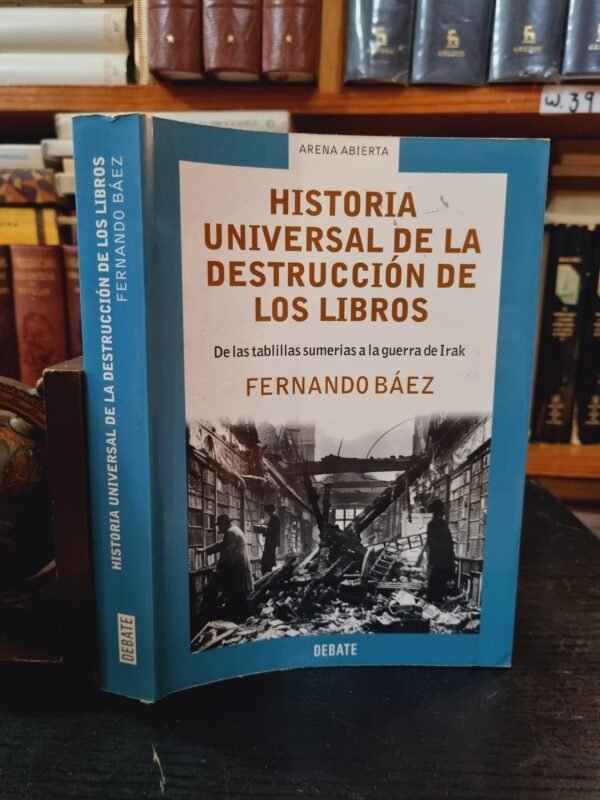 ARENA ABIERTA
HISTORIA
UNIVERSAL DE LA
DESTRUCCIÓN DE
LOS LIBROS
De las tablillas sumerias a la guerra de Irak
FERNANDO BÁEZ
DEBATE
HISTORIA UNIVERSAL DE LA DESTRUCCIÓN DE LOS LIBROS
FERNANDO BÁEZ
DEBATE
W. 39
GREDOS